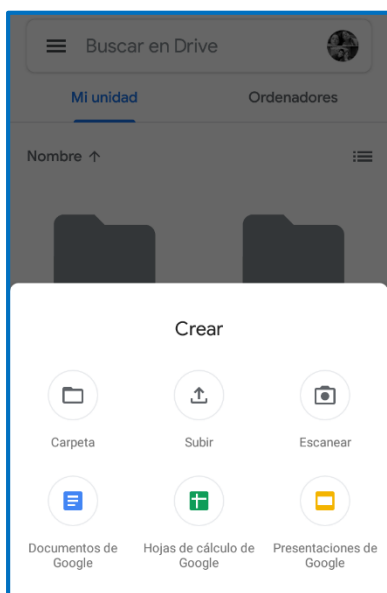 Buscar en Drive
Mi unidad
Ordenadores
Nombre ↑
Crear
Carpeta
Subir
Escanear
Documentos de
Google
Hojas de cálculo de
Google
Presentaciones de
Google